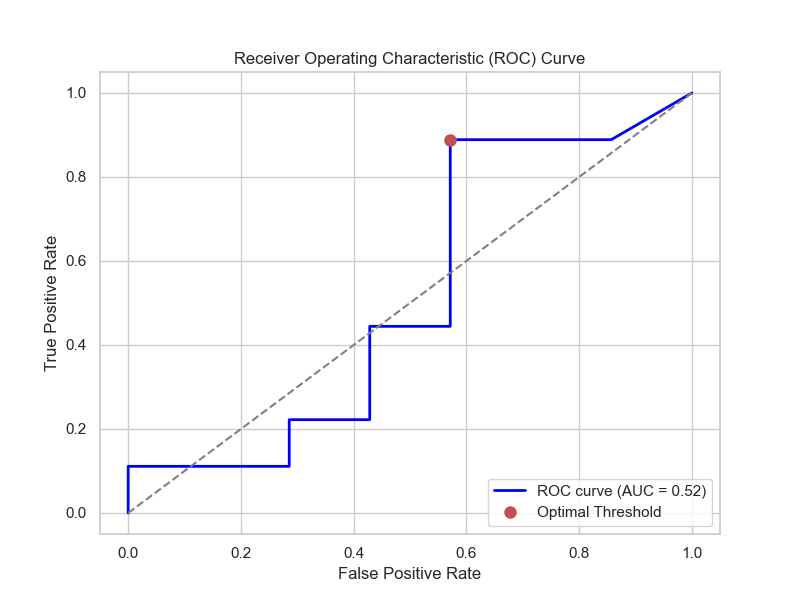 Receiver Operating Characteristic (ROC) Curve
True Positive Rate
1.0
0.8
0.6
0.4
0.2
0.0
ROC curve (AUC = 0.52)
Optimal Threshold
0.0 0.2 0.4 0.6 0.8 1.0
False Positive Rate